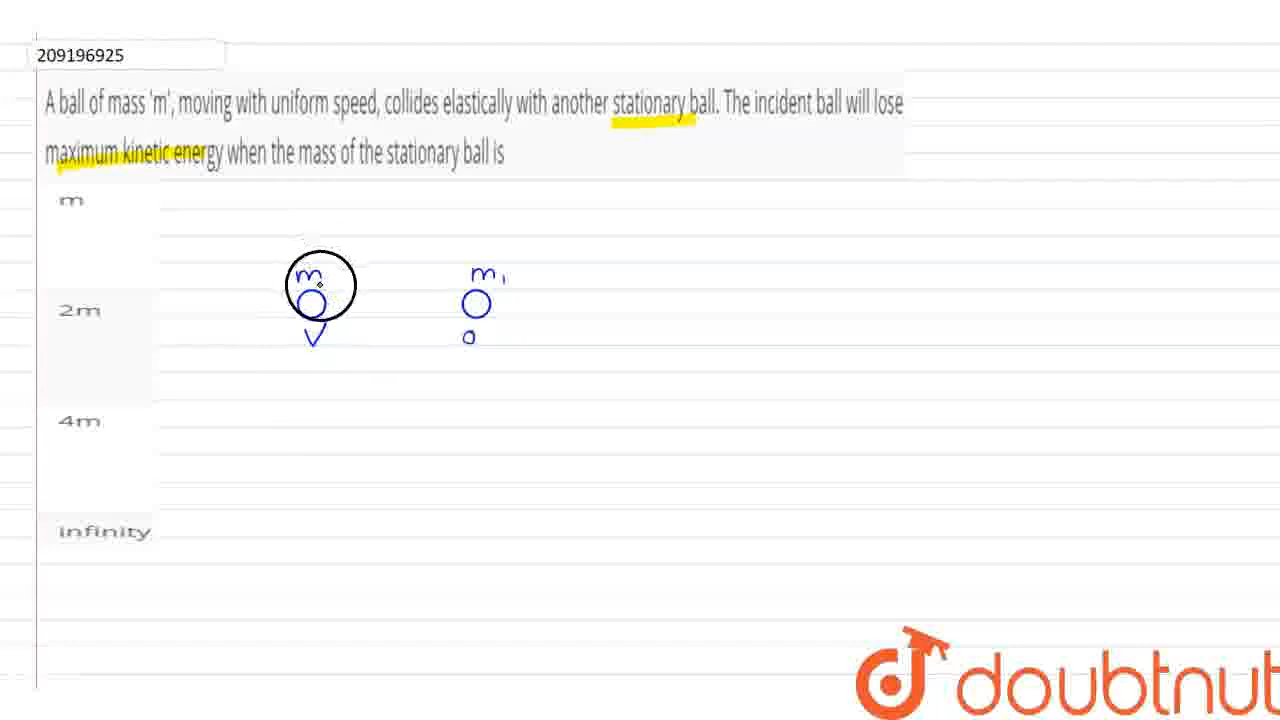 209196925
A ball of mass 'm', moving with uniform speed, collides elastically with another stationary ball. The incident ball will lose
maximum kinetic energy when the mass of the stationary ball is
m
m m₁
2m
V 0
4m
infinity
doubtnut